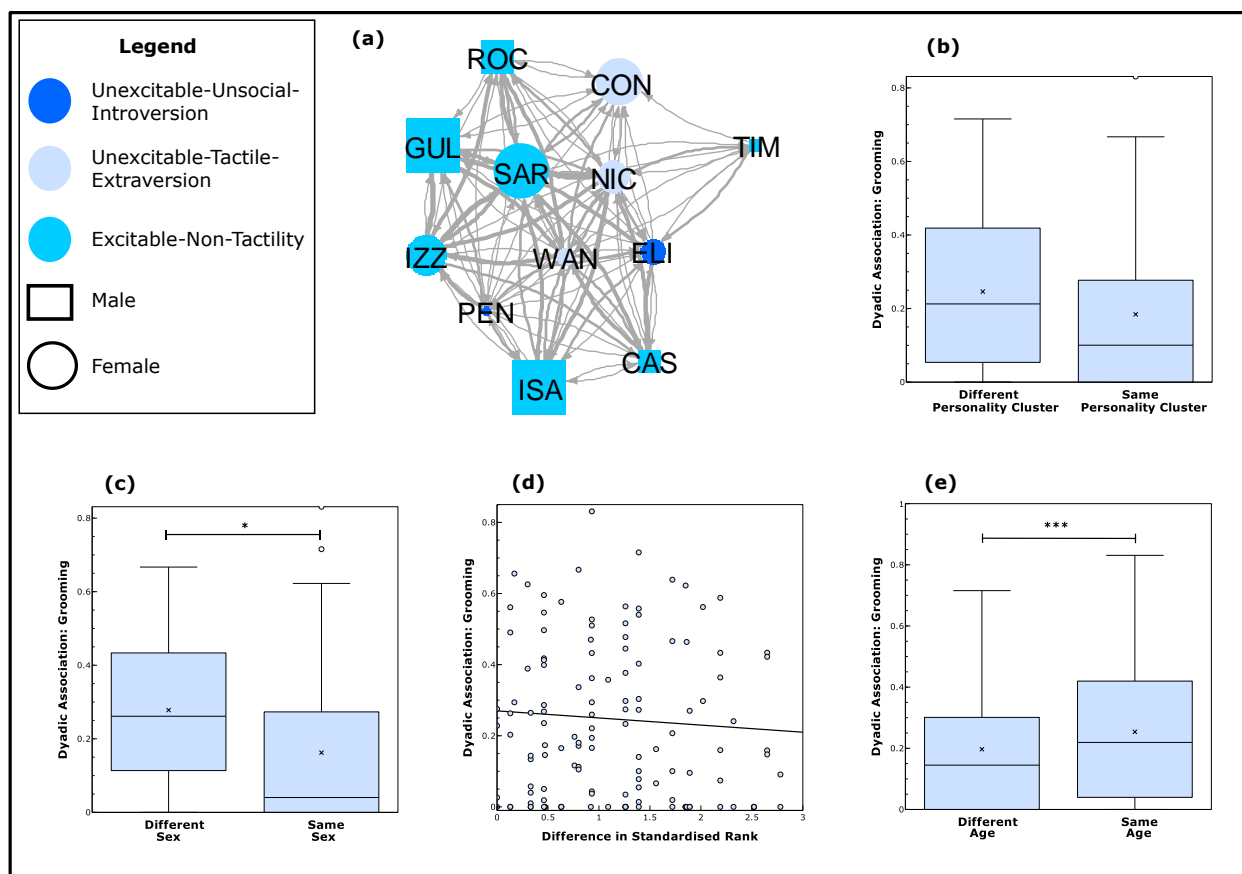 Legend
Unexcitable-Unsocial-
Introversion
Unexcitable-Tactile-
Extraversion
Excitable-Non-Tactility
Male
Female
(a)
ROC
CON
GUL
TIM
SAR
NIC
IZZ
WAN
ELI
PEN
CAS
ISA
(b)
Dyadic Association: Grooming
0.8
0.6
0.4
0.2
0
Different
Personality Cluster
Same
Personality Cluster
(c)
Dyadic Association: Grooming
0.8
0.6
0.4
0.2
0
*
Different
Sex
Same
Sex
(d)
Dyadic Association: Grooming
0.8
0.6
0.4
0.2
0
0 0.5 1 1.5 2 2.5 3
Difference in Standardised Rank
(e)
Dyadic Association: Grooming
1
0.8
0.6
0.4
0.2
0
***
Different
Age
Same
Age